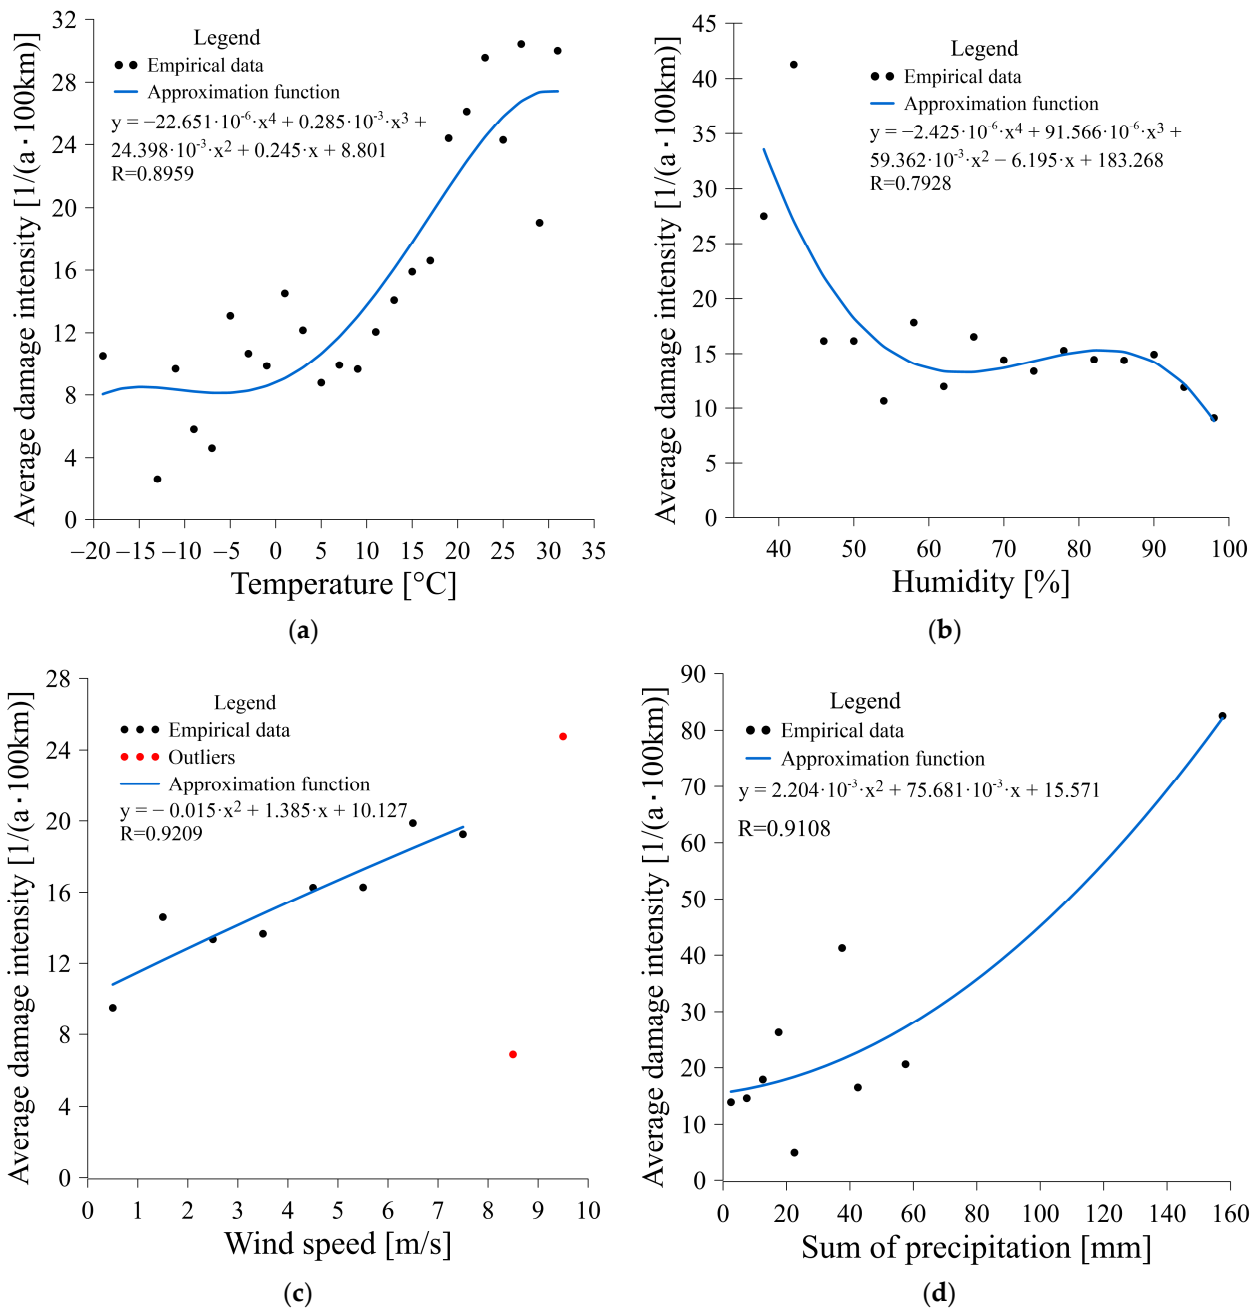 32
28
24
20
16
12
8
4
0
Average damage intensity [1/(a · 100km)]
Legend
Empirical data
Approximation function
y = −22.651·10⁻⁶·x⁴ + 0.285·10⁻³·x³ +
24.398·10⁻³·x² + 0.245·x + 8.801
R=0.8959
−20 −15 −10 −5 0 5 10 15 20 25 30 35
Temperature [°C]
(a)
45
40
35
30
25
20
15
10
5
0
Average damage intensity [1/(a · 100km)]
Legend
Empirical data
Approximation function
y = −2.425·10⁻⁶·x⁴ + 91.566·10⁻⁶·x³ +
59.362·10⁻³·x² − 6.195·x + 183.268
R=0.7928
40 50 60 70 80 90 100
Humidity [%]
(b)
28
24
20
16
12
8
4
0
Average damage intensity [1/(a · 100km)]
Legend
Empirical data
Outliers
Approximation function
y = − 0.015·x² + 1.385·x + 10.127
R=0.9209
0 1 2 3 4 5 6 7 8 9 10
Wind speed [m/s]
(c)
90
80
70
60
50
40
30
20
10
0
Average damage intensity [1/(a · 100km)]
Legend
Empirical data
Approximation function
y = 2.204·10⁻³·x² + 75.681·10⁻³·x + 15.571
R=0.9108
0 20 40 60 80 100 120 140 160
Sum of precipitation [mm]
(d)